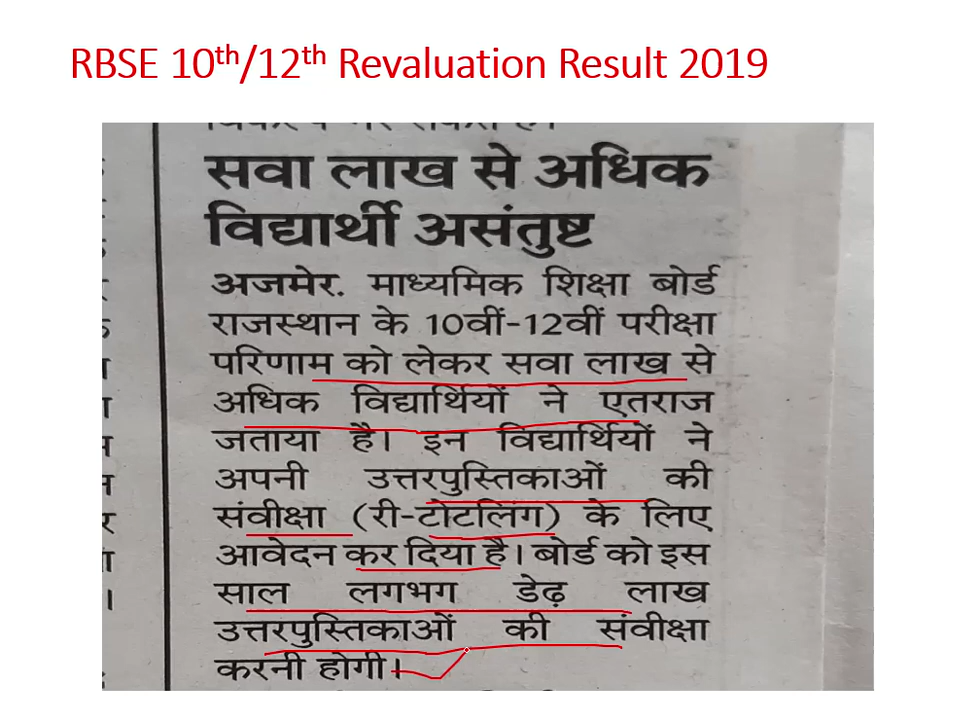 RBSE 10th/12th Revaluation Result 2019
सवा लाख से अधिक
विद्यार्थी असंतुष्ट
अजमेर. माध्यमिक शिक्षा बोर्ड
राजस्थान के 10वीं-12वीं परीक्षा
परिणाम को लेकर सवा लाख से
अधिक विद्यार्थियों ने एतराज
जताया है। इन विद्यार्थियों ने
अपनी उत्तरपुस्तिकाओं की
संवीक्षा (री-टोटलिंग) के लिए
आवेदन कर दिया है। बोर्ड को इस
साल लगभग डेढ़ लाख
उत्तरपुस्तिकाओं की संवीक्षा
करनी होगी।